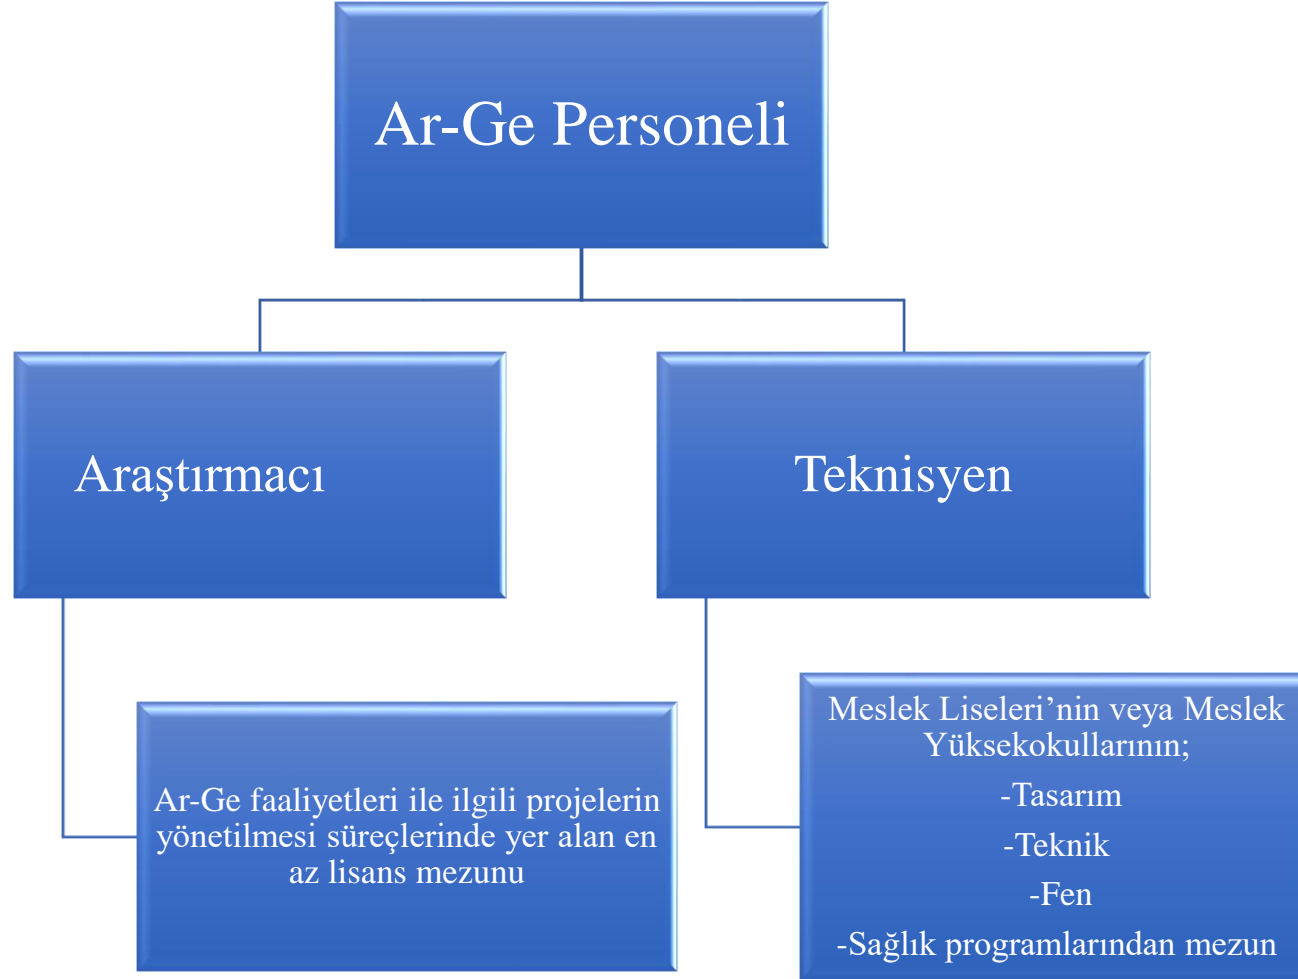 Ar-Ge Personeli
Araştırmacı
Teknisyen
Ar-Ge faaliyetleri ile ilgili projelerin
yönetilmesi süreçlerinde yer alan en
az lisans mezunu
Meslek Liseleri’nin veya Meslek
Yüksekokullarının;
-Tasarım
-Teknik
-Fen
-Sağlık programlarından mezun